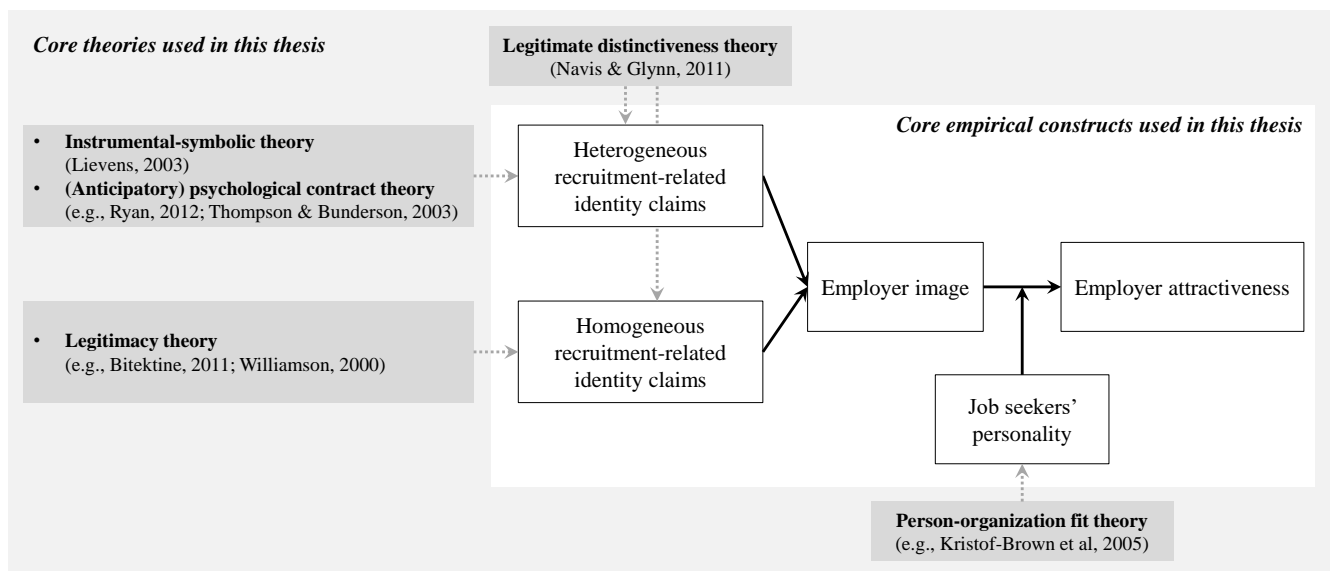 Core theories used in this thesis
Legitimate distinctiveness theory
(Navis & Glynn, 2011)
Core empirical constructs used in this thesis
• Instrumental-symbolic theory
(Lievens, 2003)
• (Anticipatory) psychological contract theory
(e.g., Ryan, 2012; Thompson & Bunderson, 2003)
Heterogeneous
recruitment-related
identity claims
Employer image
Employer attractiveness
• Legitimacy theory
(e.g., Bitektine, 2011; Williamson, 2000)
Homogeneous
recruitment-related
identity claims
Job seekers’
personality
Person-organization fit theory
(e.g., Kristof-Brown et al, 2005)